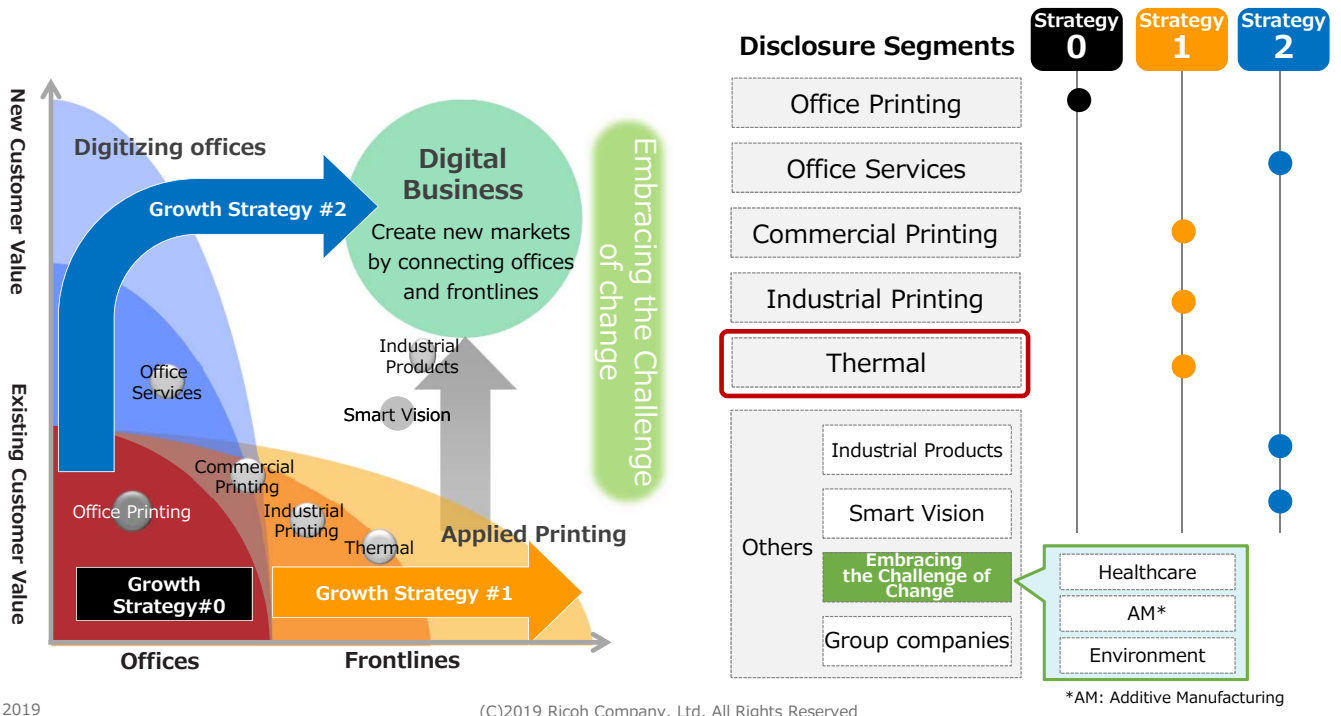 New Customer Value
Existing Customer Value
Digitizing offices
Growth Strategy #2
Digital
Business
Create new markets
by connecting offices
and frontlines
Embracing the Challenge
of change
Industrial
Products
Smart Vision
Office
Services
Commercial
Printing
Office Printing
Industrial
Printing
Thermal
Applied Printing
Growth
Strategy#0
Growth Strategy #1
Offices
Frontlines
Disclosure Segments
Strategy
0
Strategy
1
Strategy
2
Office Printing
Office Services
Commercial Printing
Industrial Printing
Thermal
Others
Industrial Products
Smart Vision
Embracing
the Challenge of
Change
Group companies
Healthcare
AM*
Environment
*AM: Additive Manufacturing
2019
(C)2019 Ricoh Company, Ltd. All Rights Reserved